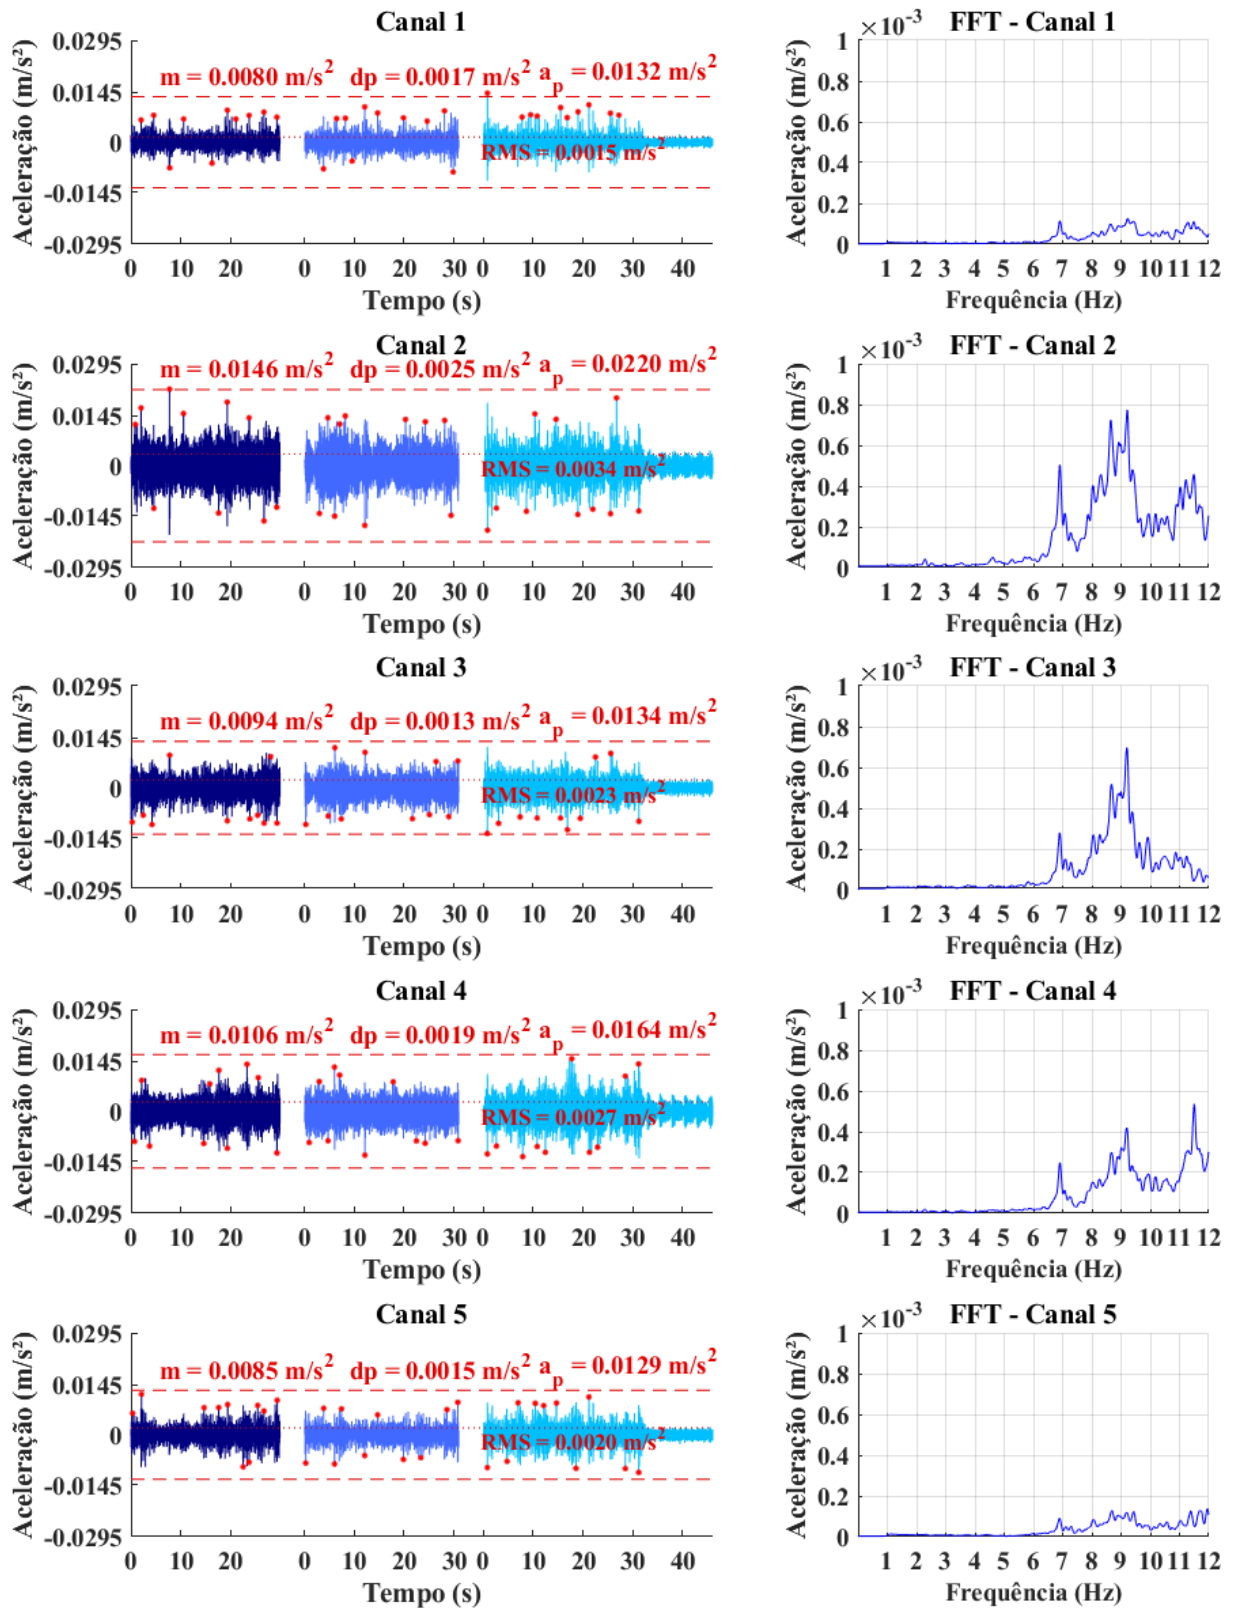 Canal 1
m = 0.0080 m/s² dp = 0.0017 m/s² a_p = 0.0132 m/s²
RMS = 0.0015 m/s²
Aceleração (m/s²)
0.0295
0.0145
0
-0.0145
-0.0295
0 10 20 0 10 20 30 0 10 20 30 40
Tempo (s)
FFT - Canal 1
×10⁻³
Aceleração (m/s²)
1
0.8
0.6
0.4
0.2
0
1 2 3 4 5 6 7 8 9 10 11 12
Frequência (Hz)
Canal 2
m = 0.0146 m/s² dp = 0.0025 m/s² a_p = 0.0220 m/s²
RMS = 0.0034 m/s²
Aceleração (m/s²)
0.0295
0.0145
0
-0.0145
-0.0295
0 10 20 0 10 20 30 0 10 20 30 40
Tempo (s)
FFT - Canal 2
×10⁻³
Aceleração (m/s²)
1
0.8
0.6
0.4
0.2
0
1 2 3 4 5 6 7 8 9 10 11 12
Frequência (Hz)
Canal 3
m = 0.0094 m/s² dp = 0.0013 m/s² a_p = 0.0134 m/s²
RMS = 0.0023 m/s²
Aceleração (m/s²)
0.0295
0.0145
0
-0.0145
-0.0295
0 10 20 0 10 20 30 0 10 20 30 40
Tempo (s)
FFT - Canal 3
×10⁻³
Aceleração (m/s²)
1
0.8
0.6
0.4
0.2
0
1 2 3 4 5 6 7 8 9 10 11 12
Frequência (Hz)
Canal 4
m = 0.0106 m/s² dp = 0.0019 m/s² a_p = 0.0164 m/s²
RMS = 0.0027 m/s²
Aceleração (m/s²)
0.0295
0.0145
0
-0.0145
-0.0295
0 10 20 0 10 20 30 0 10 20 30 40
Tempo (s)
FFT - Canal 4
×10⁻³
Aceleração (m/s²)
1
0.8
0.6
0.4
0.2
0
1 2 3 4 5 6 7 8 9 10 11 12
Frequência (Hz)
Canal 5
m = 0.0085 m/s² dp = 0.0015 m/s² a_p = 0.0129 m/s²
RMS = 0.0020 m/s²
Aceleração (m/s²)
0.0295
0.0145
0
-0.0145
-0.0295
0 10 20 0 10 20 30 0 10 20 30 40
Tempo (s)
FFT - Canal 5
×10⁻³
Aceleração (m/s²)
1
0.8
0.6
0.4
0.2
0
1 2 3 4 5 6 7 8 9 10 11 12
Frequência (Hz)